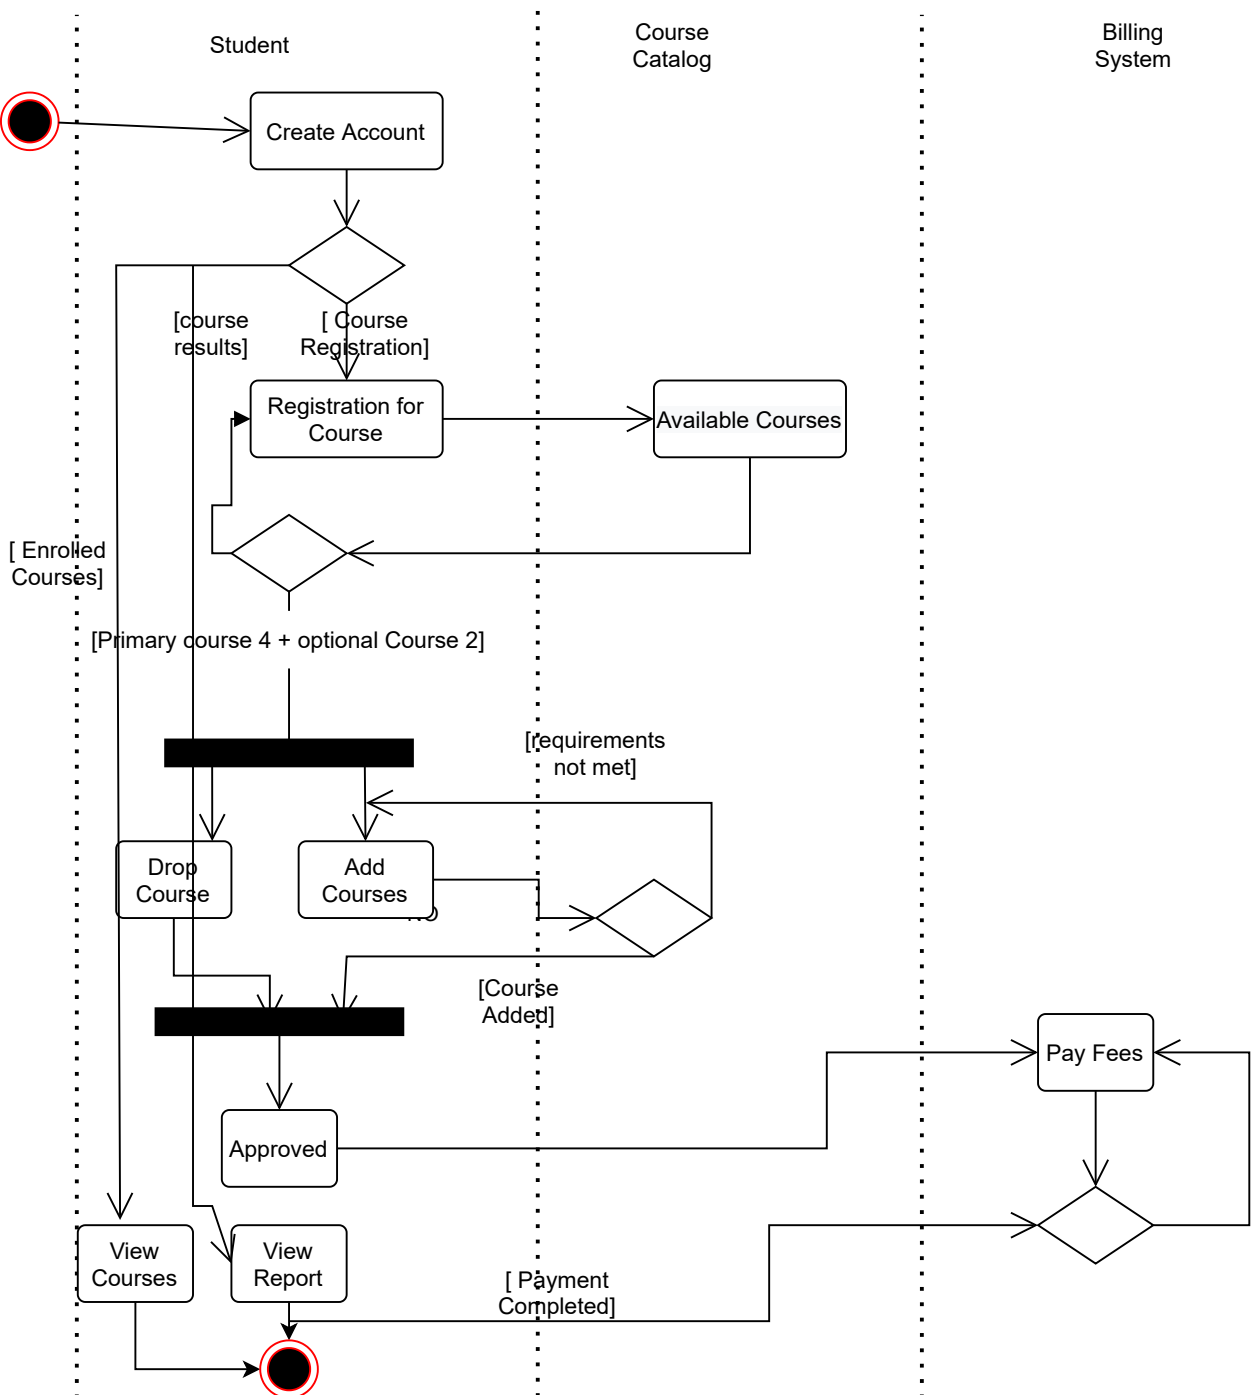 Student
Course
Catalog
Billing
System
Create Account
[course
results]
[ Course
Registration]
Registration for
Course
Available Courses
[ Enrolled
Courses]
[Primary course 4 + optional Course 2]
[requirements
not met]
Drop
Course
Add
Courses
NO
[Course
Added]
Pay Fees
Approved
View
Courses
View
Report
[ Payment
Completed]